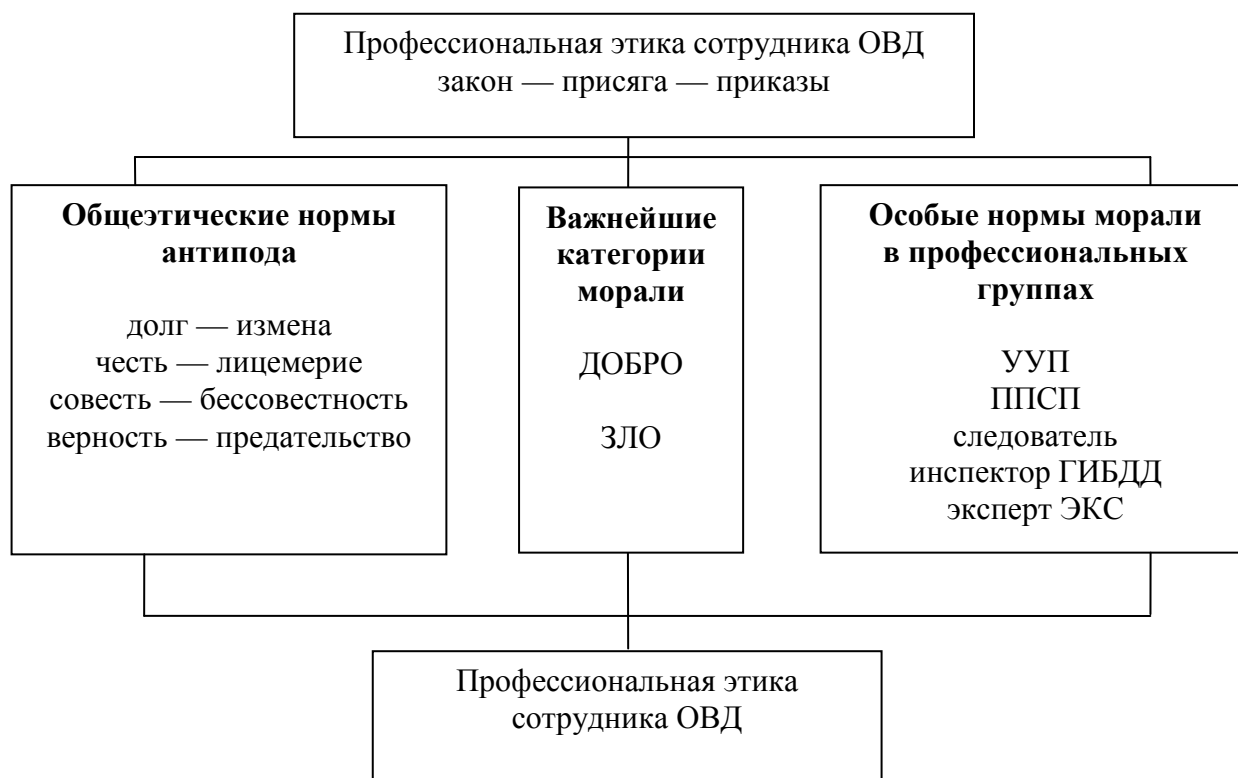 Профессиональная этика сотрудника ОВД
закон — присяга — приказы
Общеэтические нормы
антипода
долг — измена
честь — лицемерие
совесть — бессовестность
верность — предательство
Важнейшие
категории
морали
ДОБРО
ЗЛО
Особые нормы морали
в профессиональных
группах
УУП
ППСП
следователь
инспектор ГИБДД
эксперт ЭКС
Профессиональная этика
сотрудника ОВД